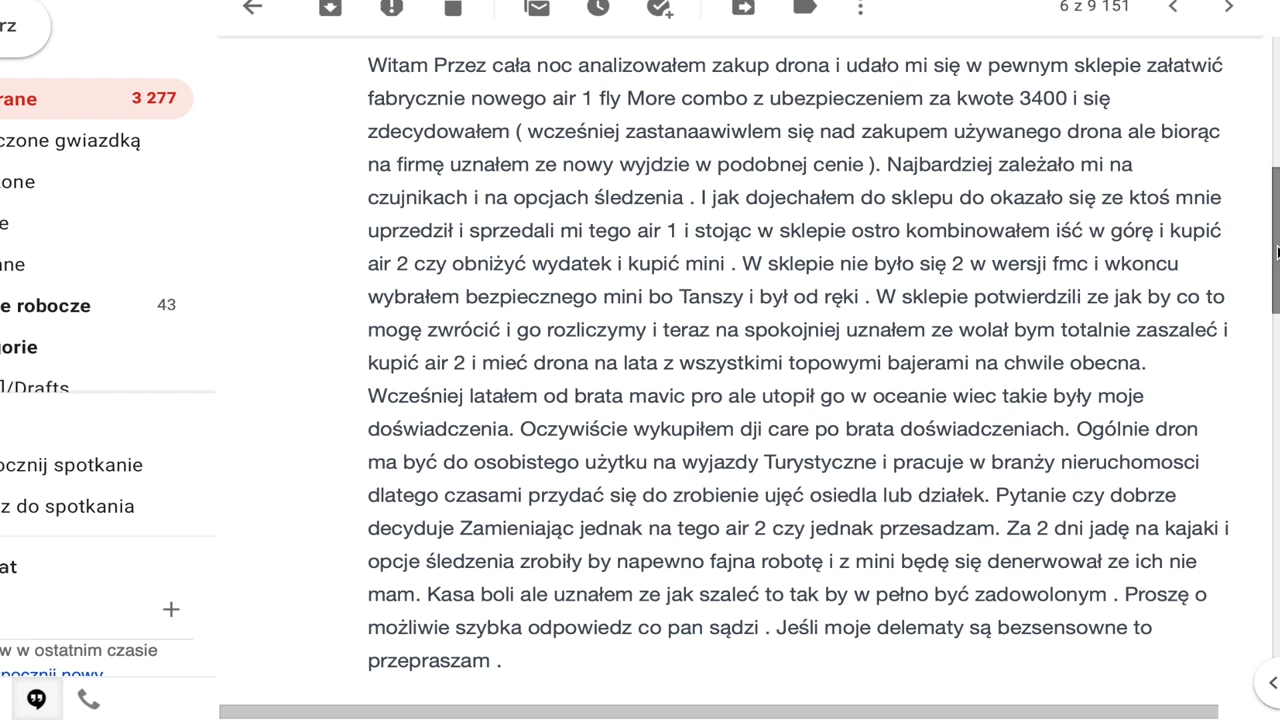 rz
6 z 9 151
rane 3 277
czone gwiazdką
zone
e
ane
e robocze 43
gorie
]/Drafts
ocznij spotkanie
z do spotkania
at
w w ostatnim czasie
pocznij nowy
Witam Przez cała noc analizowałem zakup drona i udało mi się w pewnym sklepie załatwić
fabrycznie nowego air 1 fly More combo z ubezpieczeniem za kwote 3400 i się
zdecydowałem ( wcześniej zastanaawiwlem się nad zakupem używanego drona ale biorąc
na firmę uznałem ze nowy wyjdzie w podobnej cenie ). Najbardziej zależało mi na
czujnikach i na opcjach śledzenia . I jak dojechałem do sklepu do okazało się ze ktoś mnie
uprzedził i sprzedali mi tego air 1 i stojąc w sklepie ostro kombinowałem iść w górę i kupić
air 2 czy obniżyć wydatek i kupić mini . W sklepie nie było się 2 w wersji fmc i wkoncu
wybrałem bezpiecznego mini bo Tanszy i był od ręki . W sklepie potwierdzili ze jak by co to
mogę zwrócić i go rozliczymy i teraz na spokojniej uznałem ze wolał bym totalnie zaszaleć i
kupić air 2 i mieć drona na lata z wszystkimi topowymi bajerami na chwile obecna.
Wcześniej latałem od brata mavic pro ale utopił go w oceanie wiec takie były moje
doświadczenia. Oczywiście wykupiłem dji care po brata doświadczeniach. Ogólnie dron
ma być do osobistego użytku na wyjazdy Turystyczne i pracuje w branży nieruchomosci
dlatego czasami przydać się do zrobienie ujęć osiedla lub działek. Pytanie czy dobrze
decyduje Zamieniając jednak na tego air 2 czy jednak przesadzam. Za 2 dni jadę na kajaki i
opcje śledzenia zrobiły by napewno fajna robotę i z mini będę się denerwował ze ich nie
mam. Kasa boli ale uznałem ze jak szaleć to tak by w pełno być zadowolonym . Proszę o
możliwie szybka odpowiedz co pan sądzi . Jeśli moje delematy są bezsensowne to
przepraszam .